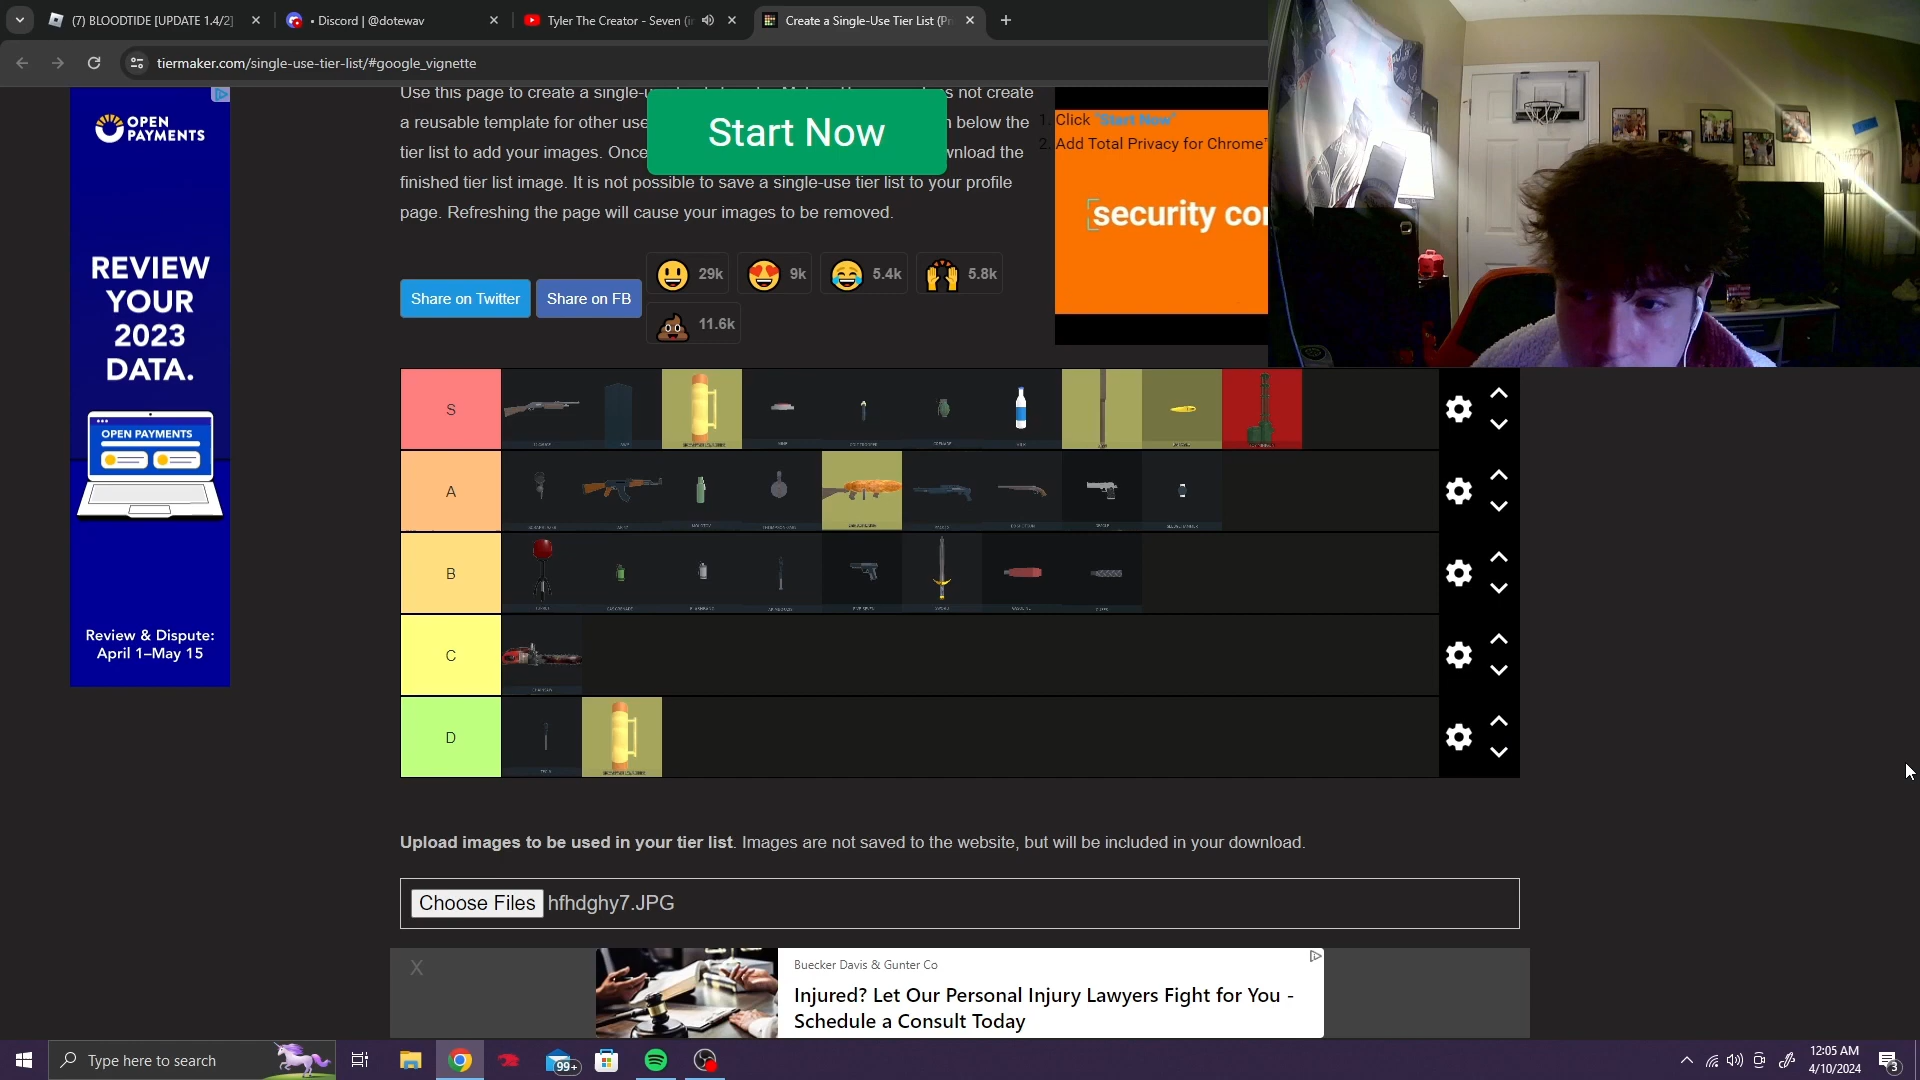 (7) BLOODTIDE [UPDATE 1.4/2]
• Discord | @dotewav
Tyler The Creator - Seven (in
Create a Single-Use Tier List (Pr
tiermaker.com/single-use-tier-list/#google_vignette
OPEN PAYMENTS
REVIEW
YOUR
2023
DATA.
OPEN PAYMENTS
Review & Dispute:
April 1–May 15
Use this page to create a single-u
s not create
a reusable template for other use
n below the
tier list to add your images. Once
wnload the
finished tier list image. It is not possible to save a single-use tier list to your profile
page. Refreshing the page will cause your images to be removed.
Start Now
1. Click "Start Now"
2. Add Total Privacy for Chrome™
security cor
Share on Twitter
Share on FB
29k
9k
5.4k
5.8k
11.6k
S
A
B
C
D
Upload images to be used in your tier list. Images are not saved to the website, but will be included in your download.
Choose Files hfhdghy7.JPG
X
Buecker Davis & Gunter Co
Injured? Let Our Personal Injury Lawyers Fight for You -
Schedule a Consult Today
Type here to search
99+
12:05 AM
4/10/2024
3